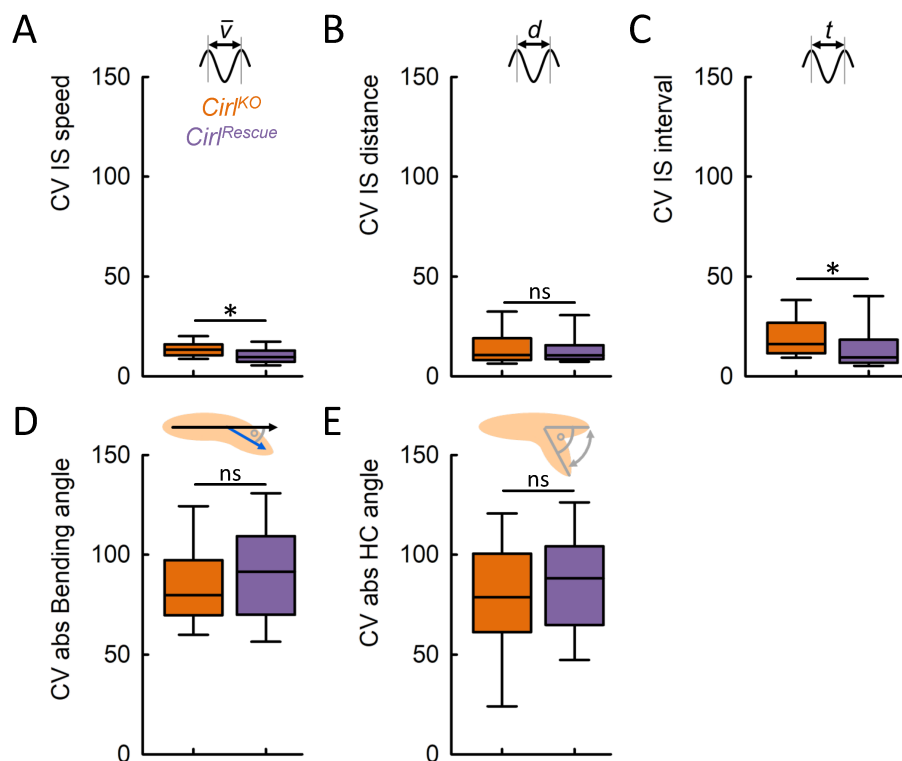 A
v̄
CV IS speed
150
100
50
0
Cirl^KO
Cirl^Rescue
*
B
d
CV IS distance
150
100
50
0
ns
C
t
CV IS interval
150
100
50
0
*
D
CV abs Bending angle
150
100
50
0
ns
E
CV abs HC angle
150
100
50
0
ns